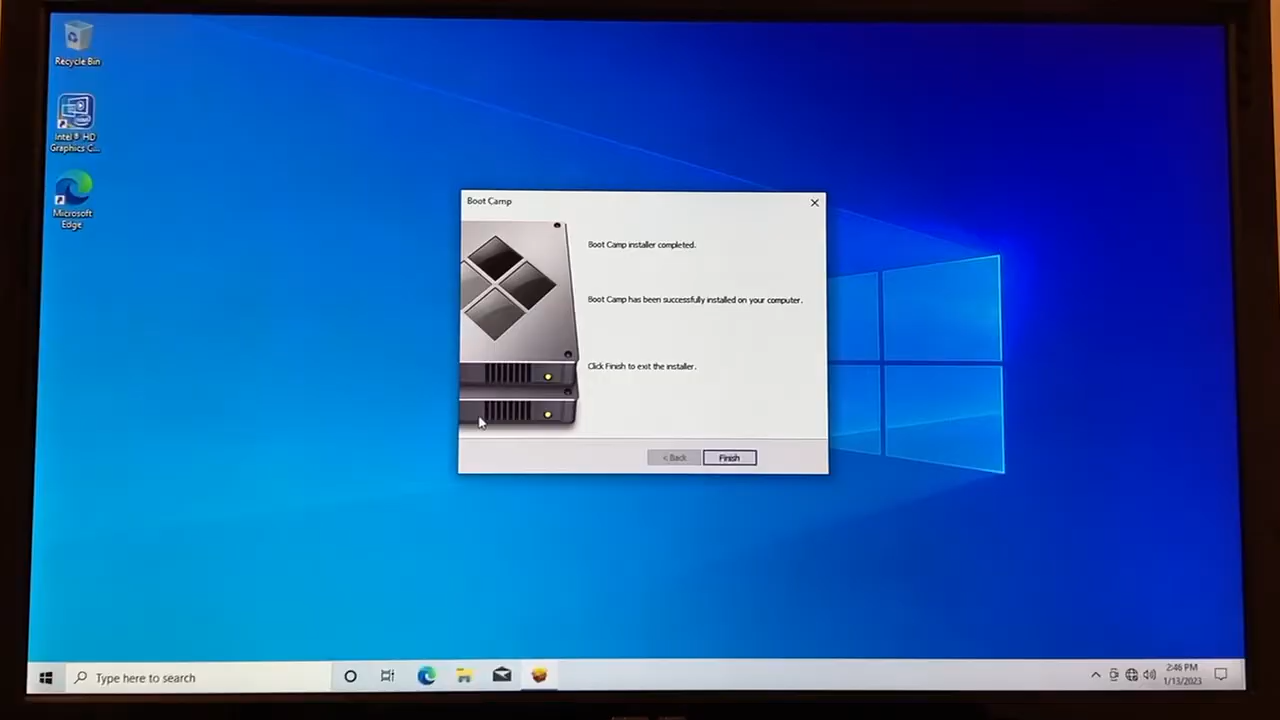 Recycle Bin
Intel® HD
Graphics C...
Microsoft
Edge
Boot Camp
Boot Camp installer completed.
Boot Camp has been successfully installed on your computer.
Click Finish to exit the installer.
< Back
Finish
Type here to search
2:46 PM
1/13/2023